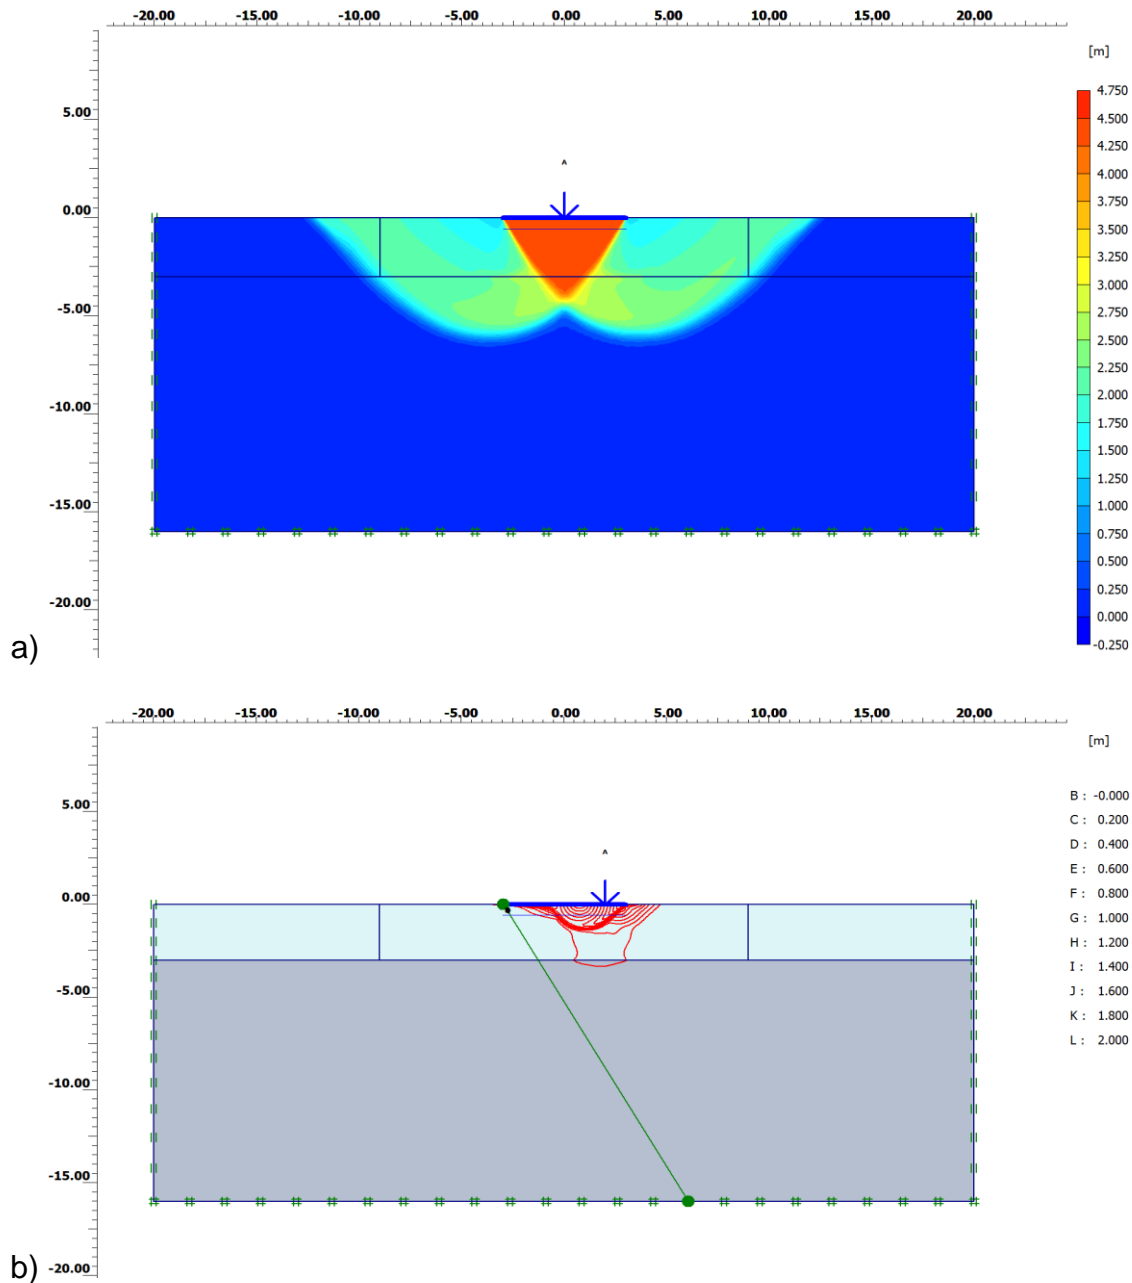 -20.00 -15.00 -10.00 -5.00 0.00 5.00 10.00 15.00 20.00
[m]
4.750
4.500
4.250
4.000
3.750
3.500
3.250
3.000
2.750
2.500
2.250
2.000
1.750
1.500
1.250
1.000
0.750
0.500
0.250
0.000
-0.250
5.00
A
0.00
-5.00
-10.00
-15.00
-20.00
a)
-20.00 -15.00 -10.00 -5.00 0.00 5.00 10.00 15.00 20.00
[m]
B : -0.000
C : 0.200
D : 0.400
E : 0.600
F : 0.800
G : 1.000
H : 1.200
I : 1.400
J : 1.600
K : 1.800
L : 2.000
5.00
A
0.00
-5.00
-10.00
-15.00
-20.00
b)